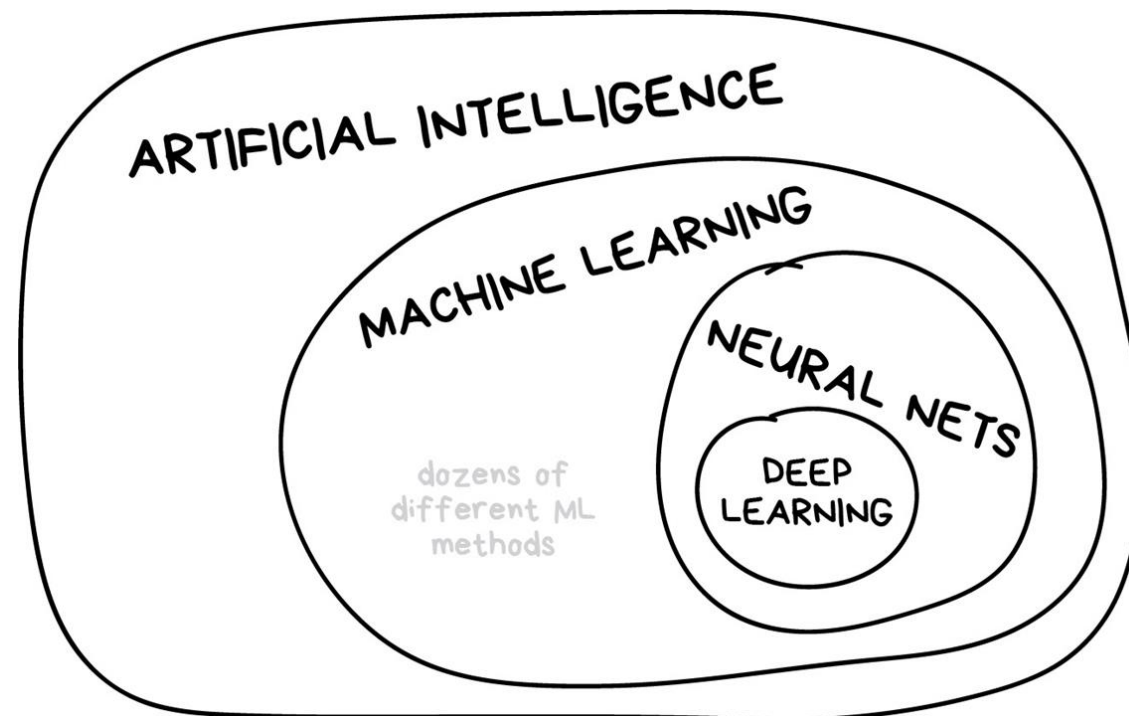 ARTIFICIAL INTELLIGENCE
MACHINE LEARNING
NEURAL NETS
DEEP
LEARNING
dozens of
different ML
methods